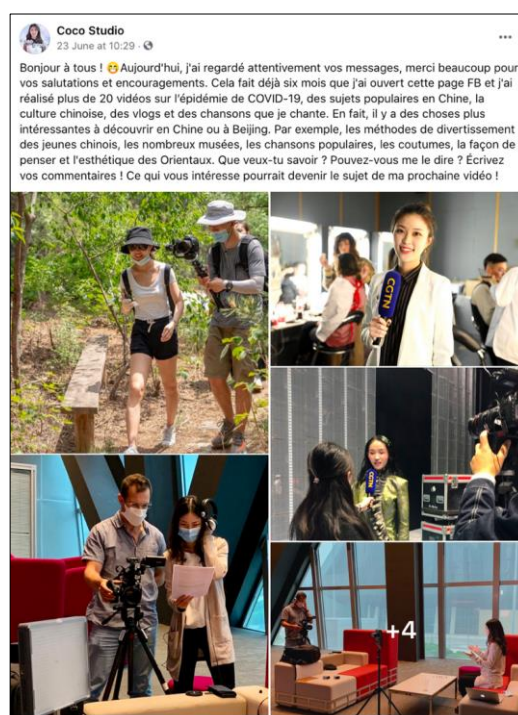 Coco Studio
23 June at 10:29 ·
Bonjour à tous ! 🤭Aujourd'hui, j'ai regardé attentivement vos messages, merci beaucoup pour
vos salutations et encouragements. Cela fait déjà six mois que j'ai ouvert cette page FB et j'ai
réalisé plus de 20 vidéos sur l'épidémie de COVID-19, des sujets populaires en Chine, la
culture chinoise, des vlogs et des chansons que je chante. En fait, il y a des choses plus
intéressantes à découvrir en Chine ou à Beijing. Par exemple, les méthodes de divertissement
des jeunes chinois, les nombreux musées, les chansons populaires, les coutumes, la façon de
penser et l'esthétique des Orientaux. Que veux-tu savoir ? Pouvez-vous me le dire ? Écrivez
vos commentaires ! Ce qui vous intéresse pourrait devenir le sujet de ma prochaine vidéo !
CGTN
CGTN
+4